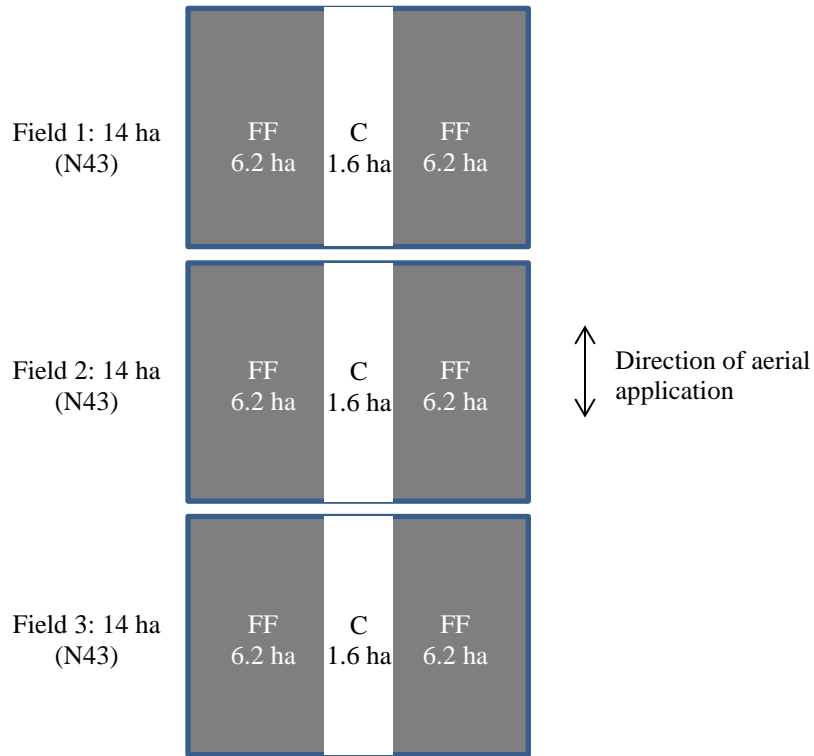 Field 1: 14 ha
(N43)
FF
6.2 ha
C
1.6 ha
FF
6.2 ha
Field 2: 14 ha
(N43)
FF
6.2 ha
C
1.6 ha
FF
6.2 ha
Direction of aerial
application
Field 3: 14 ha
(N43)
FF
6.2 ha
C
1.6 ha
FF
6.2 ha